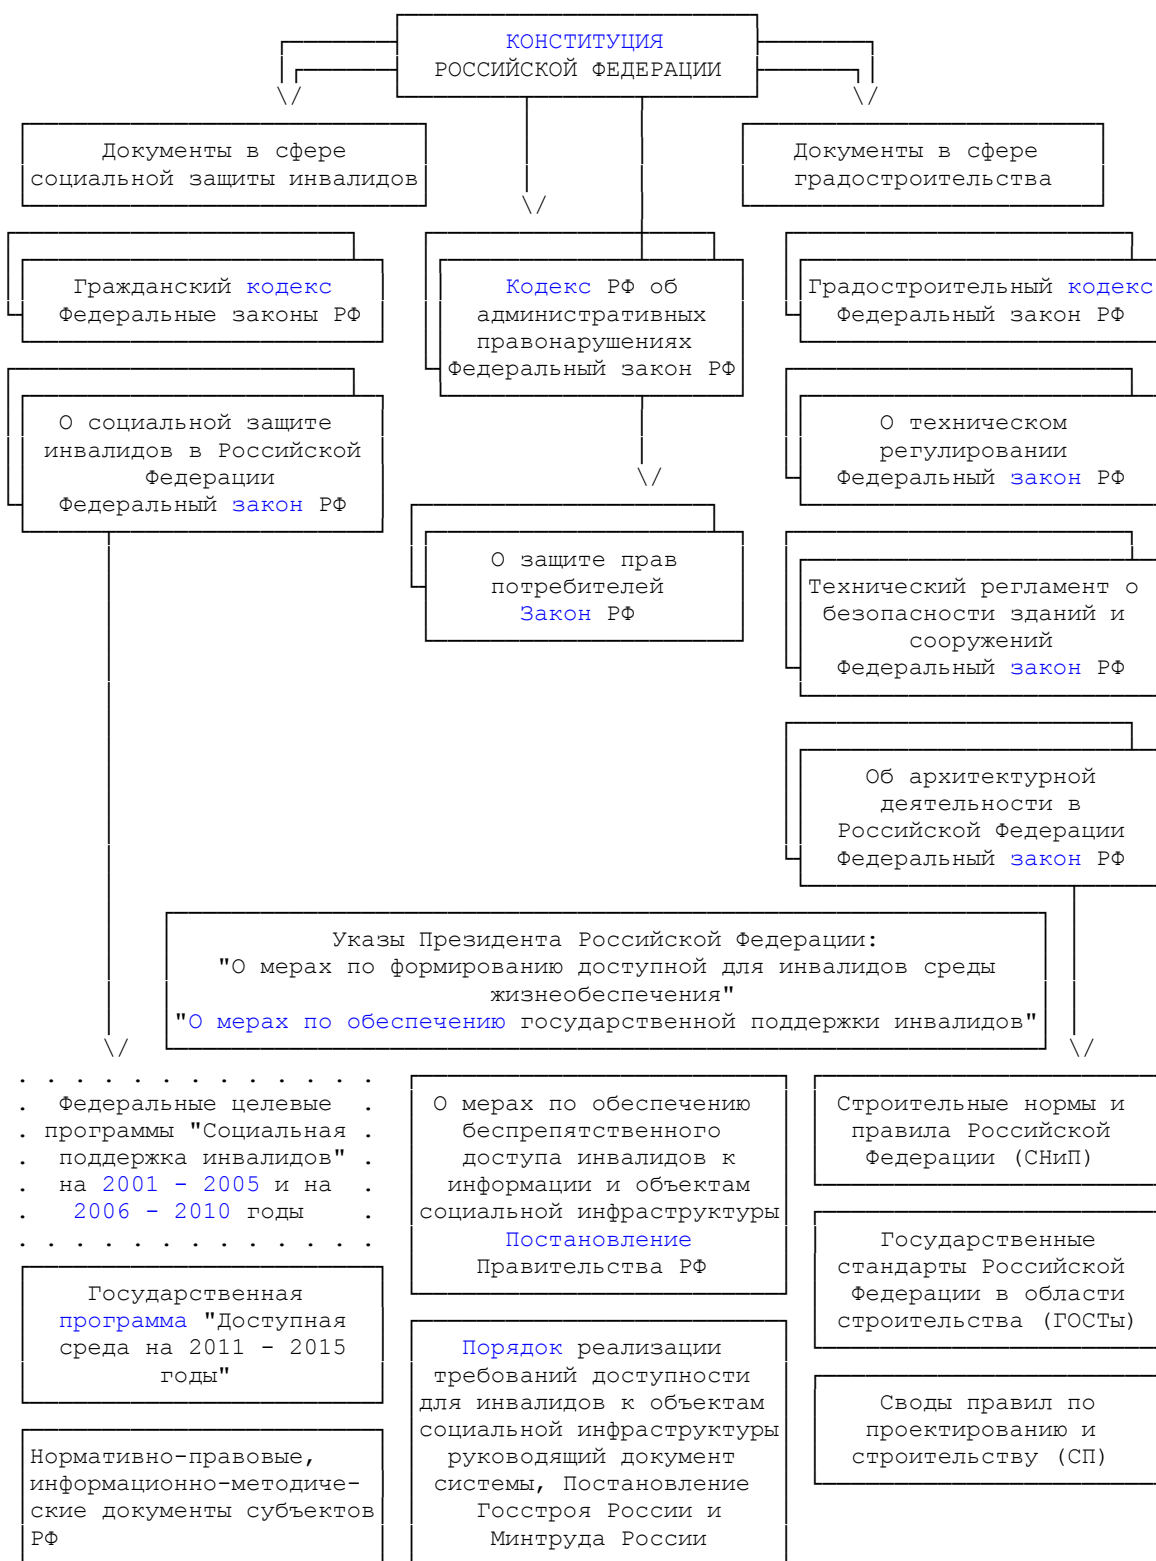 КОНСТИТУЦИЯ
РОССИЙСКОЙ ФЕДЕРАЦИИ
Документы в сфере
социальной защиты инвалидов
Документы в сфере
градостроительства
Гражданский кодекс
Федеральные законы РФ
Кодекс РФ об
административных
правонарушениях
Федеральный закон РФ
Градостроительный кодекс
Федеральный закон РФ
О социальной защите
инвалидов в Российской
Федерации
Федеральный закон РФ
О техническом
регулировании
Федеральный закон РФ
О защите прав
потребителей
Закон РФ
Технический регламент о
безопасности зданий и
сооружений
Федеральный закон РФ
Об архитектурной
деятельности в
Российской Федерации
Федеральный закон РФ
Указы Президента Российской Федерации:
"О мерах по формированию доступной для инвалидов среды
жизнеобеспечения"
"О мерах по обеспечению государственной поддержки инвалидов"
Федеральные целевые
программы "Социальная
поддержка инвалидов"
на 2001 - 2005 и на
2006 - 2010 годы
О мерах по обеспечению
беспрепятственного
доступа инвалидов к
информации и объектам
социальной инфраструктуры
Постановление
Правительства РФ
Строительные нормы и
правила Российской
Федерации (СНиП)
Государственные
стандарты Российской
Федерации в области
строительства (ГОСТы)
Государственная
программа "Доступная
среда на 2011 - 2015
годы"
Порядок реализации
требований доступности
для инвалидов к объектам
социальной инфраструктуры
руководящий документ
системы, Постановление
Госстроя России и
Минтруда России
Своды правил по
проектированию и
строительству (СП)
Нормативно-правовые,
информационно-методиче-
ские документы субъектов
РФ